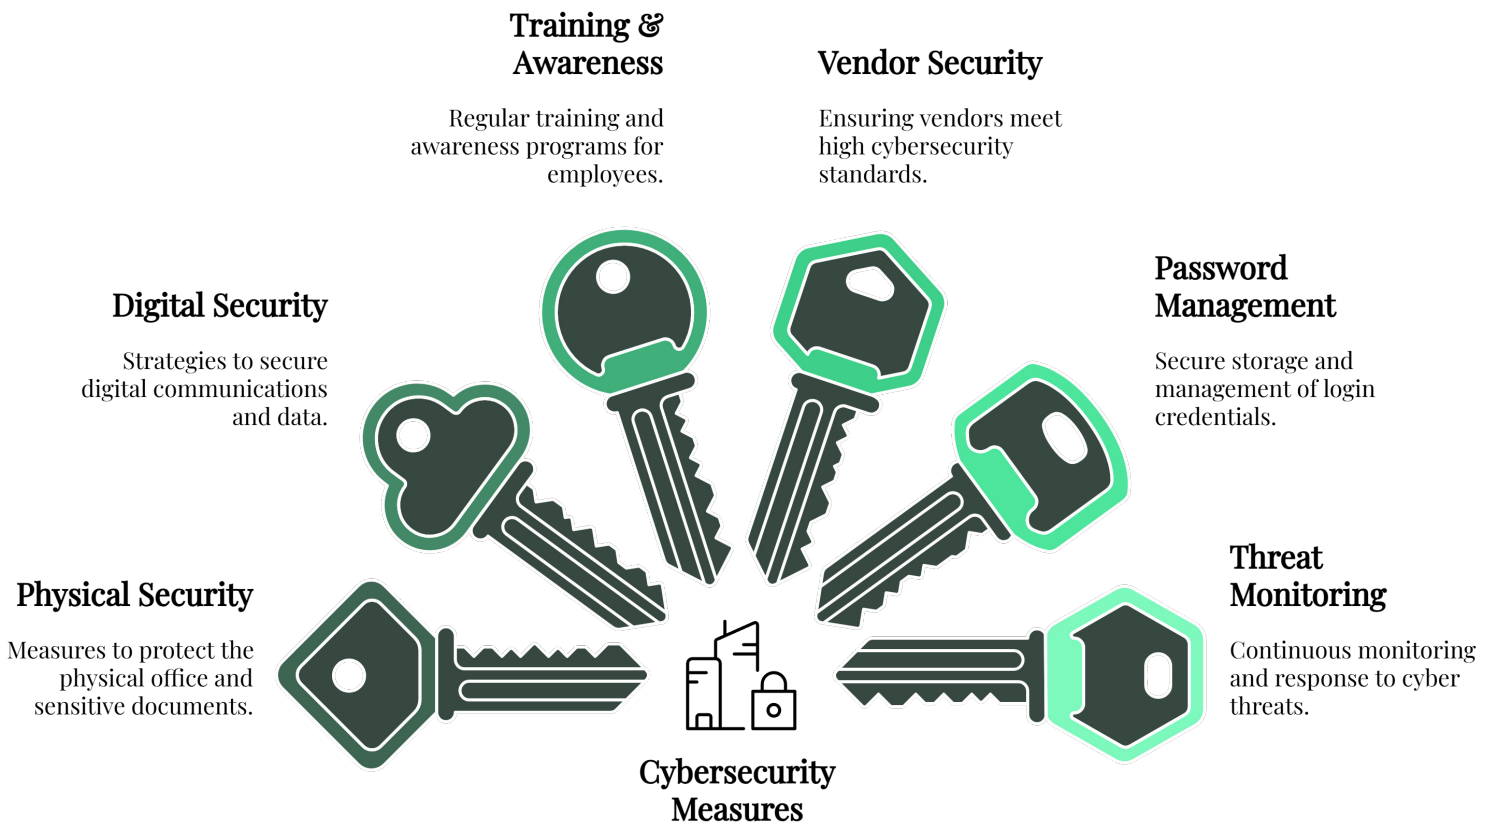 Training &
Awareness
Regular training and
awareness programs for
employees.
Vendor Security
Ensuring vendors meet
high cybersecurity
standards.
Digital Security
Strategies to secure
digital communications
and data.
Password
Management
Secure storage and
management of login
credentials.
Physical Security
Measures to protect the
physical office and
sensitive documents.
Threat
Monitoring
Continuous monitoring
and response to cyber
threats.
Cybersecurity
Measures